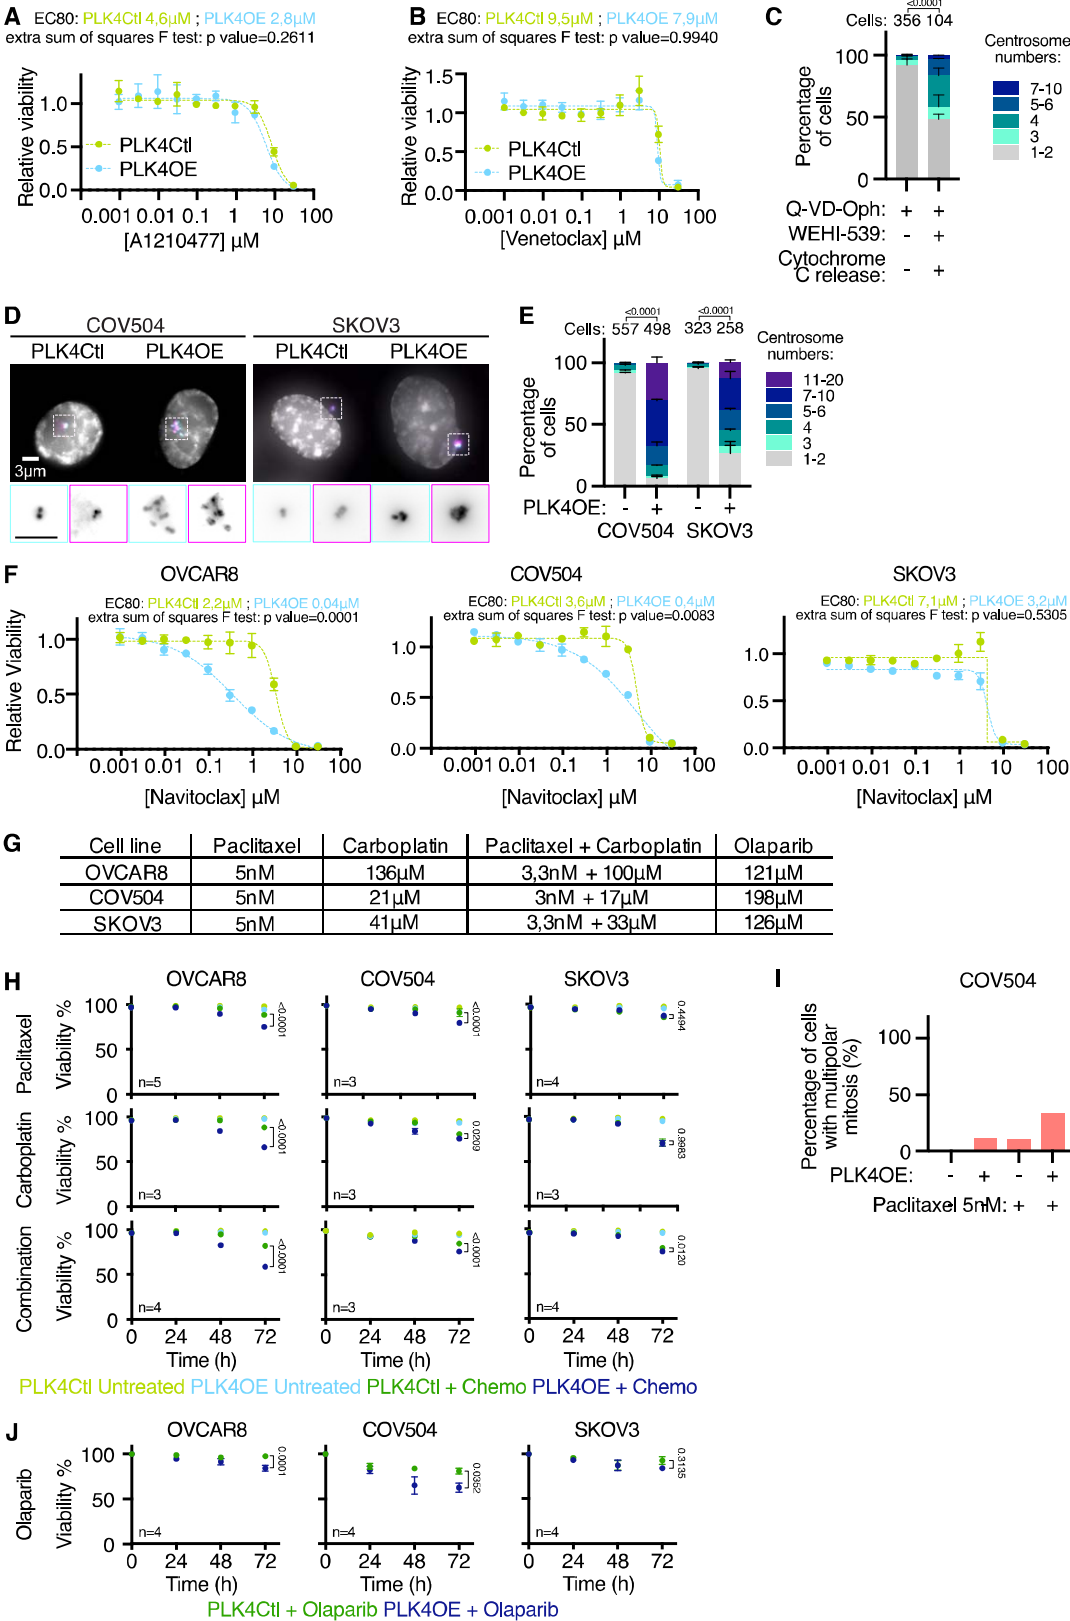 A
EC80: PLK4Ctl 4,6µM ; PLK4OE 2,8µM
extra sum of squares F test: p value=0.2611
Relative viability
1.0
0.5
0.0
PLK4Ctl
PLK4OE
0.001 0.01 0.1 1 10 100
[A1210477] µM
B
EC80: PLK4Ctl 9,5µM ; PLK4OE 7,9µM
extra sum of squares F test: p value=0.9940
Relative viability
1.5
1.0
0.5
0.0
PLK4Ctl
PLK4OE
0.001 0.01 0.1 1 10 100
[Venetoclax] µM
C
<0.0001
Cells: 356 104
Percentage of cells
100
50
0
Centrosome numbers:
7-10
5-6
4
3
1-2
Q-VD-Oph: + +
WEHI-539: - +
Cytochrome
C release: - +
D
COV504 SKOV3
PLK4Ctl PLK4OE PLK4Ctl PLK4OE
3µm
E
<0.0001 <0.0001
Cells: 557 498 323 258
Percentage of cells
100
50
0
Centrosome numbers:
11-20
7-10
5-6
4
3
1-2
PLK4OE: - + - +
COV504 SKOV3
F
OVCAR8
EC80: PLK4Ctl 2,2µM ; PLK4OE 0.04µM
extra sum of squares F test: p value=0.0001
Relative Viability
1.0
0.5
0.0
0.001 0.01 0.1 1 10 100
[Navitoclax] µM
COV504
EC80: PLK4Ctl 3,6µM ; PLK4OE 0,4µM
extra sum of squares F test: p value=0.0083
1.0
0.5
0.0
0.001 0.01 0.1 1 10 100
[Navitoclax] µM
SKOV3
EC80: PLK4Ctl 7,1µM ; PLK4OE 3,2µM
extra sum of squares F test: p value=0.5305
1.0
0.5
0.0
0.001 0.01 0.1 1 10 100
[Navitoclax] µM
G
Cell line Paclitaxel Carboplatin Paclitaxel + Carboplatin Olaparib
OVCAR8 5nM 136µM 3,3nM + 100µM 121µM
COV504 5nM 21µM 3nM + 17µM 198µM
SKOV3 5nM 41µM 3,3nM + 33µM 126µM
H
OVCAR8 COV504 SKOV3
Paclitaxel
Viability %
100
50
0
n=5 <0.0001
n=3 <0.0001
n=4 0.4494
Carboplatin
Viability %
100
50
0
n=3 <0.0001
n=3 0.0209
n=3 0.9983
Combination
Viability %
100
50
0
n=4 <0.0001
n=3 <0.0001
n=4 0.0120
0 24 48 72 0 24 48 72 0 24 48 72
Time (h) Time (h) Time (h)
PLK4Ctl Untreated PLK4OE Untreated PLK4Ctl + Chemo PLK4OE + Chemo
I
COV504
Percentage of cells with multipolar mitosis (%)
100
50
0
PLK4OE: - + - +
Paclitaxel 5nM: - - + +
J
OVCAR8 COV504 SKOV3
Olaparib
Viability %
100
50
0
n=4 0.0001
n=4 0.0352
n=4 0.3135
0 24 48 72 0 24 48 72 0 24 48 72
Time (h) Time (h) Time (h)
PLK4Ctl + Olaparib PLK4OE + Olaparib